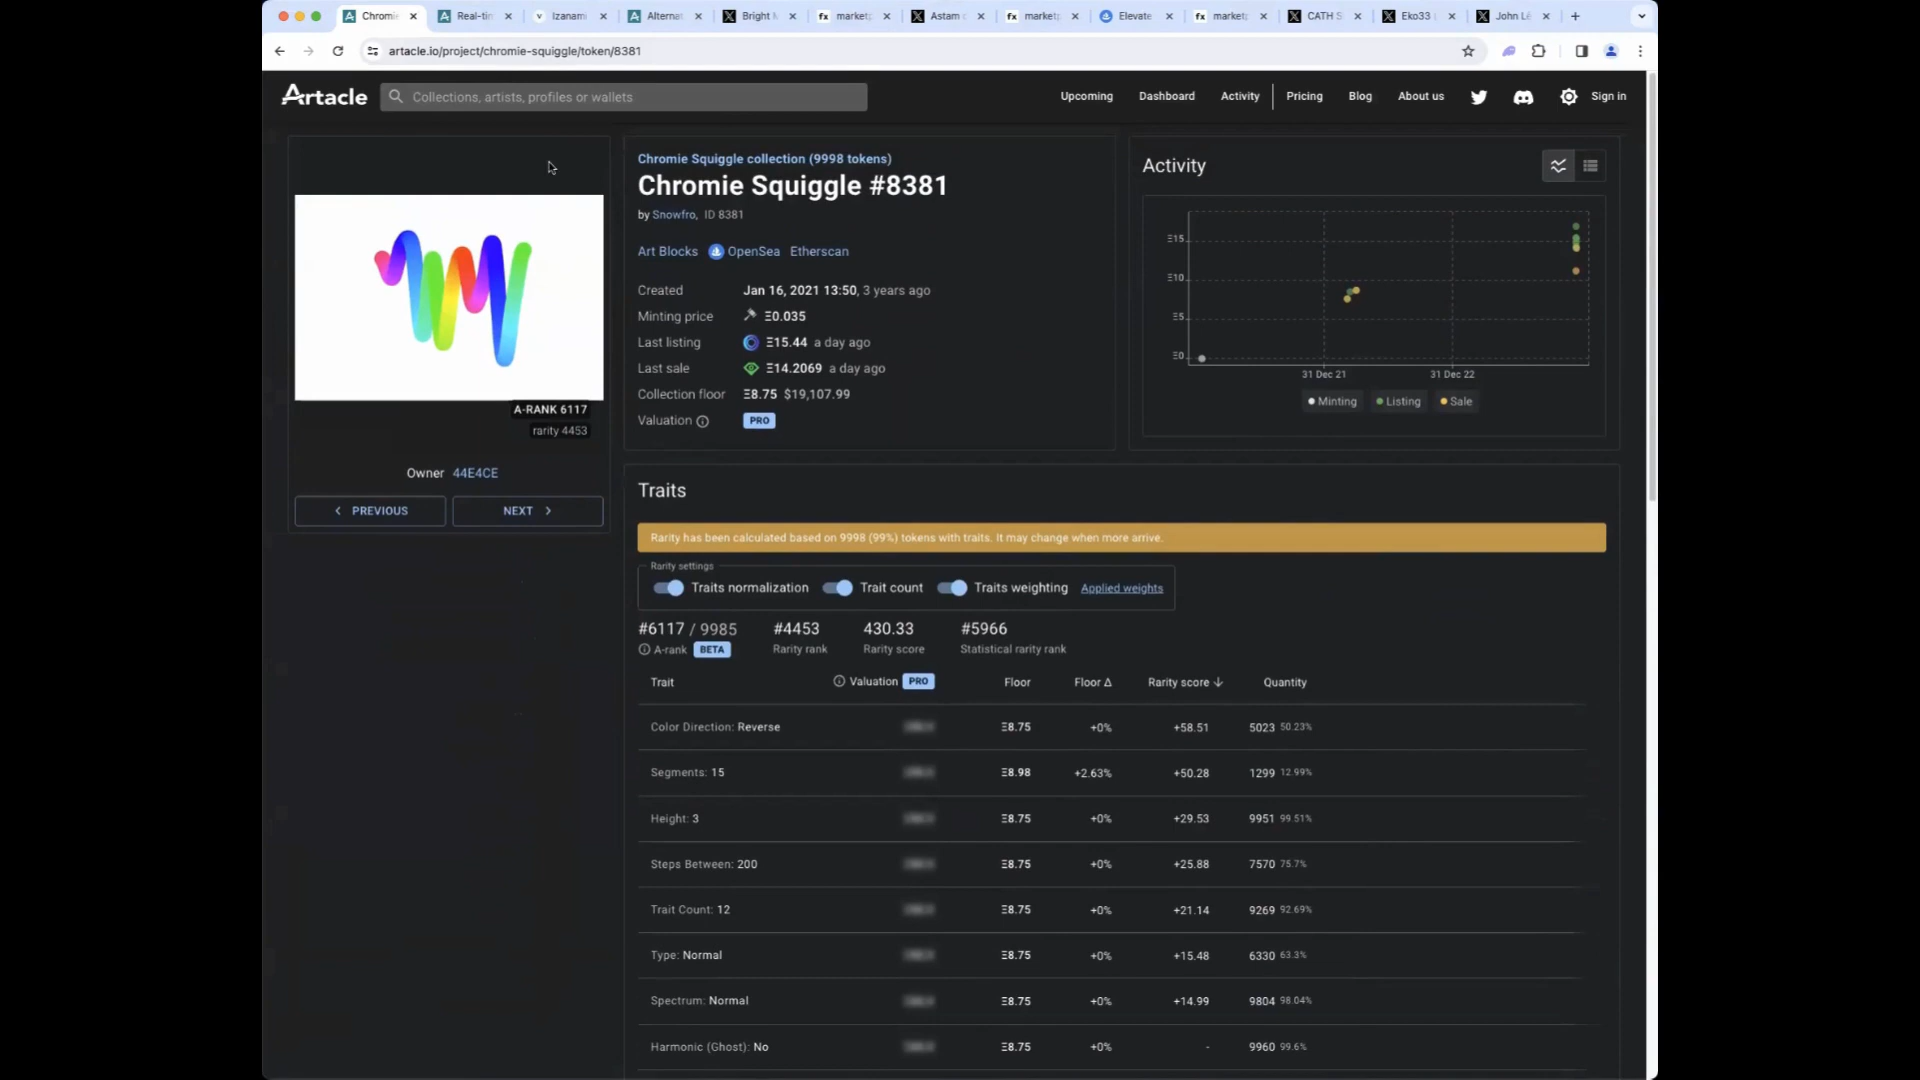 Chromie
Real-tim
Izanami
Alternat
Bright M
marketp
Astam c
marketp
Elevate
marketp
CATH S
Eko33
John Le
artacle.io/project/chromie-squiggle/token/8381
Artacle
Collections, artists, profiles or wallets
Upcoming
Dashboard
Activity
Pricing
Blog
About us
Sign in
A-RANK 6117
rarity 4453
Owner 44E4CE
PREVIOUS
NEXT
Chromie Squiggle collection (9998 tokens)
Chromie Squiggle #8381
by Snowfro, ID 8381
Art Blocks OpenSea Etherscan
Created Jan 16, 2021 13:50, 3 years ago
Minting price Ξ0.035
Last listing Ξ15.44 a day ago
Last sale Ξ14.2069 a day ago
Collection floor Ξ8.75 $19,107.99
Valuation PRO
Activity
Ξ15
Ξ10
Ξ5
Ξ0
31 Dec 21 31 Dec 22
Minting Listing Sale
Traits
Rarity has been calculated based on 9998 (99%) tokens with traits. It may change when more arrive.
Rarity settings
Traits normalization Trait count Traits weighting Applied weights
#6117 / 9985 #4453 430.33 #5966
A-rank BETA Rarity rank Rarity score Statistical rarity rank
Trait Valuation PRO Floor Floor Δ Rarity score Quantity
Color Direction: Reverse Ξ8.75 +0% +58.51 5023 50.23%
Segments: 15 Ξ8.98 +2.63% +50.28 1299 12.99%
Height: 3 Ξ8.75 +0% +29.53 9951 99.51%
Steps Between: 200 Ξ8.75 +0% +25.88 7570 75.7%
Trait Count: 12 Ξ8.75 +0% +21.14 9269 92.69%
Type: Normal Ξ8.75 +0% +15.48 6330 63.3%
Spectrum: Normal Ξ8.75 +0% +14.99 9804 98.04%
Harmonic (Ghost): No Ξ8.75 +0% - 9960 99.6%